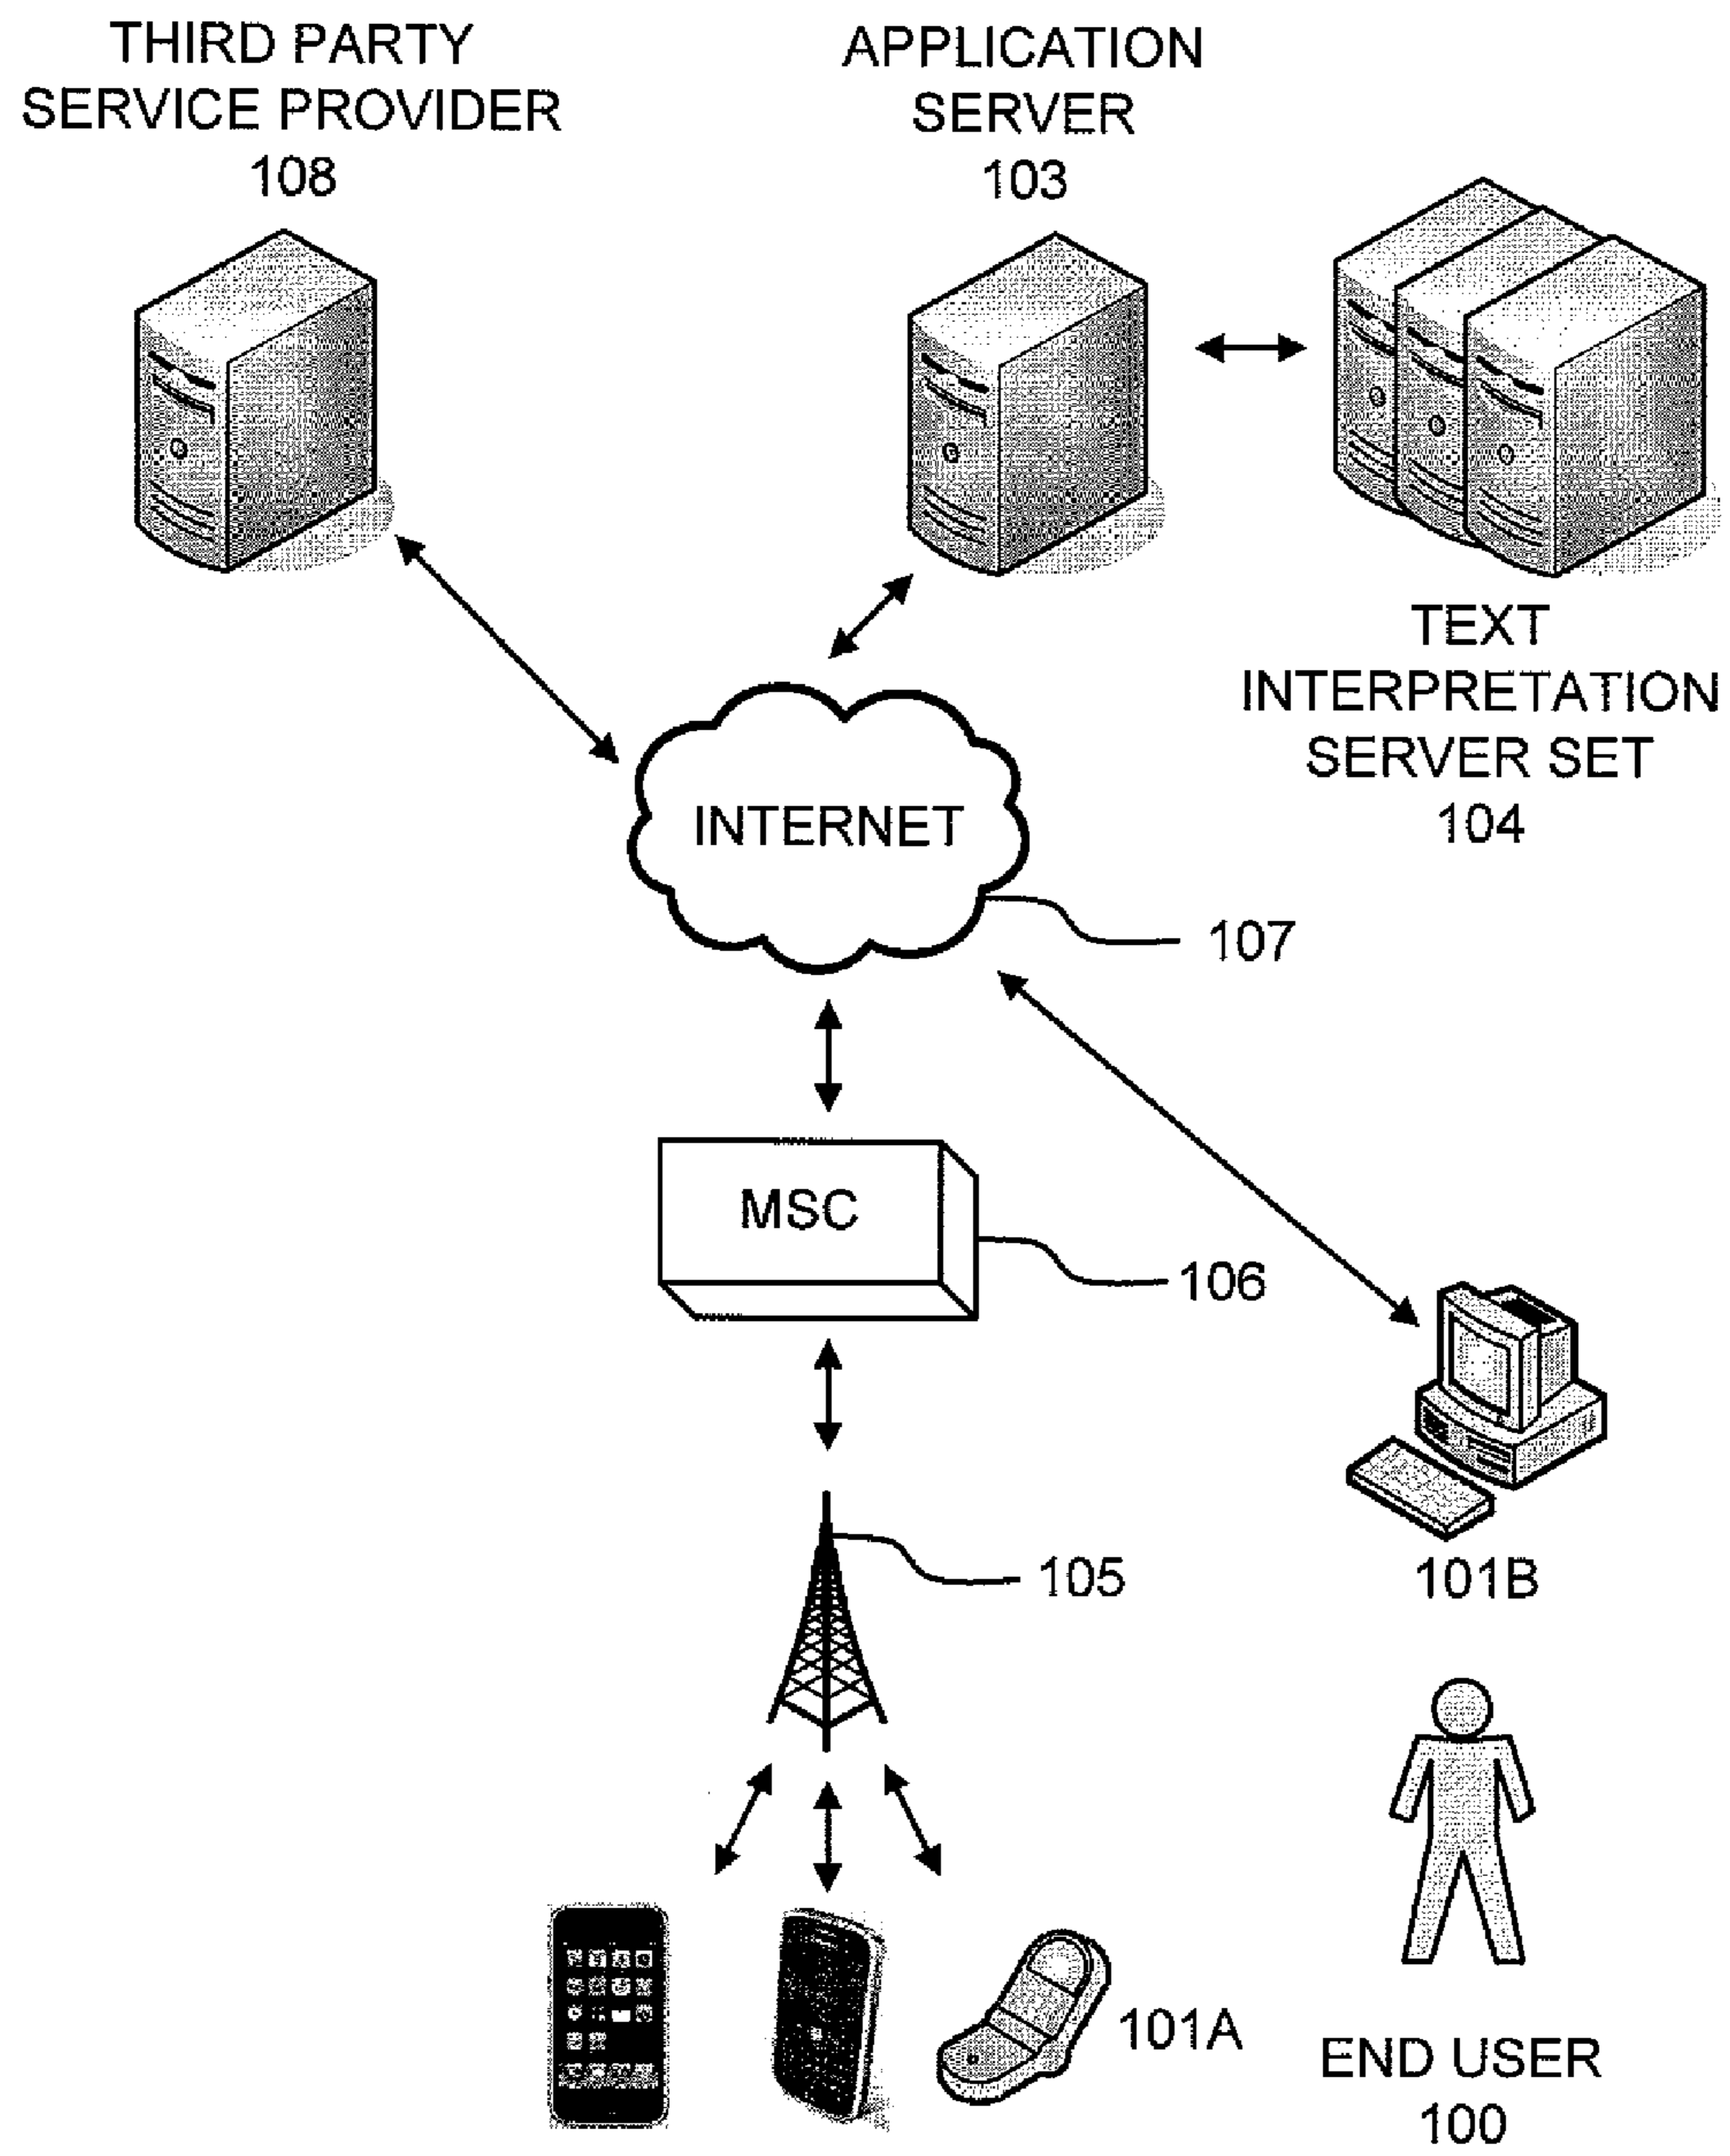 THIRD PARTY
SERVICE PROVIDER
108
APPLICATION
SERVER
103
TEXT
INTERPRETATION
SERVER SET
104
INTERNET
107
MSC
106
105
101B
101A
END USER
100